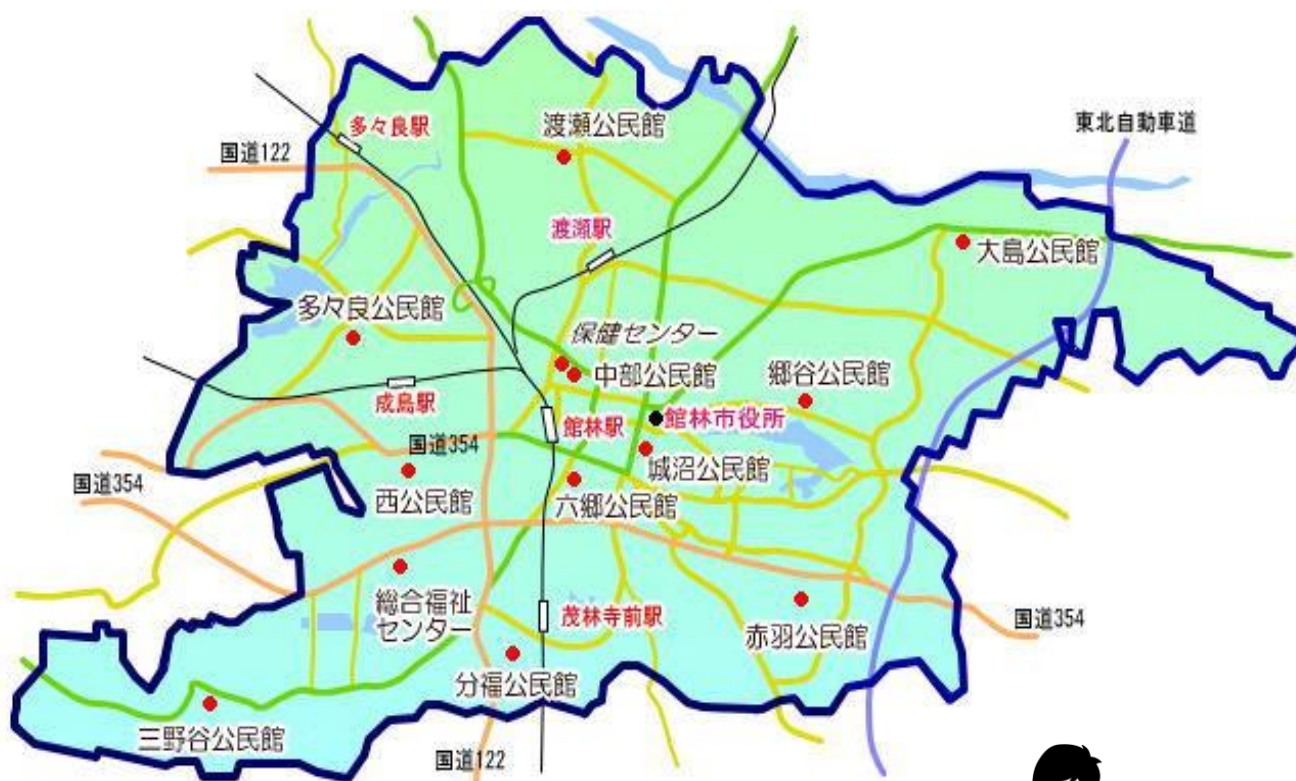 多々良駅
渡瀬公民館
東北自動車道
国道122
渡瀬駅
大島公民館
多々良公民館
保健センター
中部公民館
郷谷公民館
成島駅
館林駅
館林市役所
国道354
城沼公民館
国道354
西公民館
六郷公民館
総合福祉
センター
茂林寺前駅
赤羽公民館
国道354
分福公民館
三野谷公民館
国道122